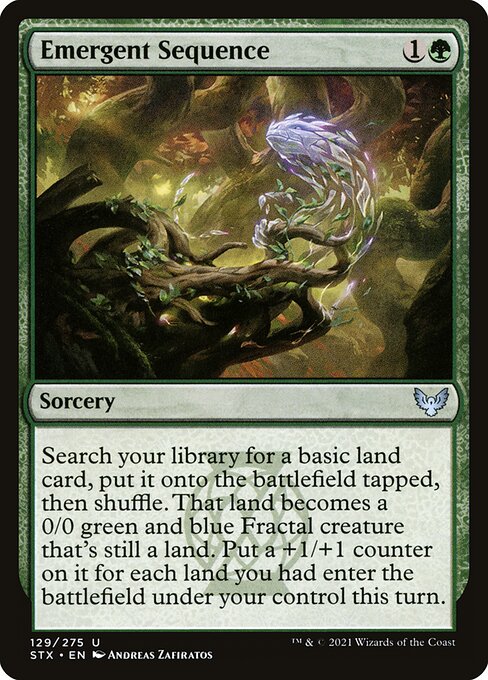 Emergent Sequence 1
Sorcery
Search your library for a basic land
card, put it onto the battlefield tapped,
then shuffle. That land becomes a
0/0 green and blue Fractal creature
that's still a land. Put a +1/+1 counter
on it for each land you had enter the
battlefield under your control this turn.
129/275 U
STX • EN Andreas Zafiratos
™ & © 2021 Wizards of the Coast